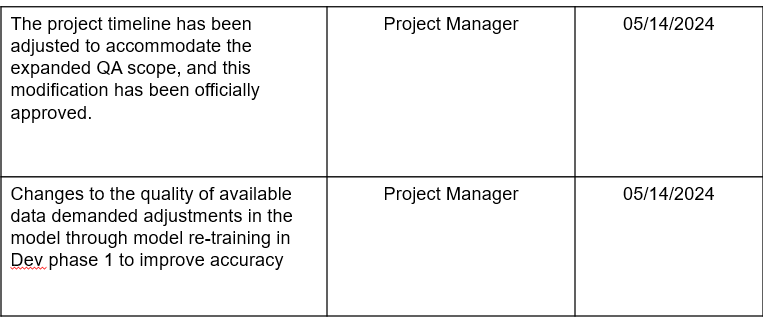 The project timeline has been
adjusted to accommodate the
expanded QA scope, and this
modification has been officially
approved.
Project Manager
05/14/2024
Changes to the quality of available
data demanded adjustments in the
model through model re-training in
Dev phase 1 to improve accuracy
Project Manager
05/14/2024